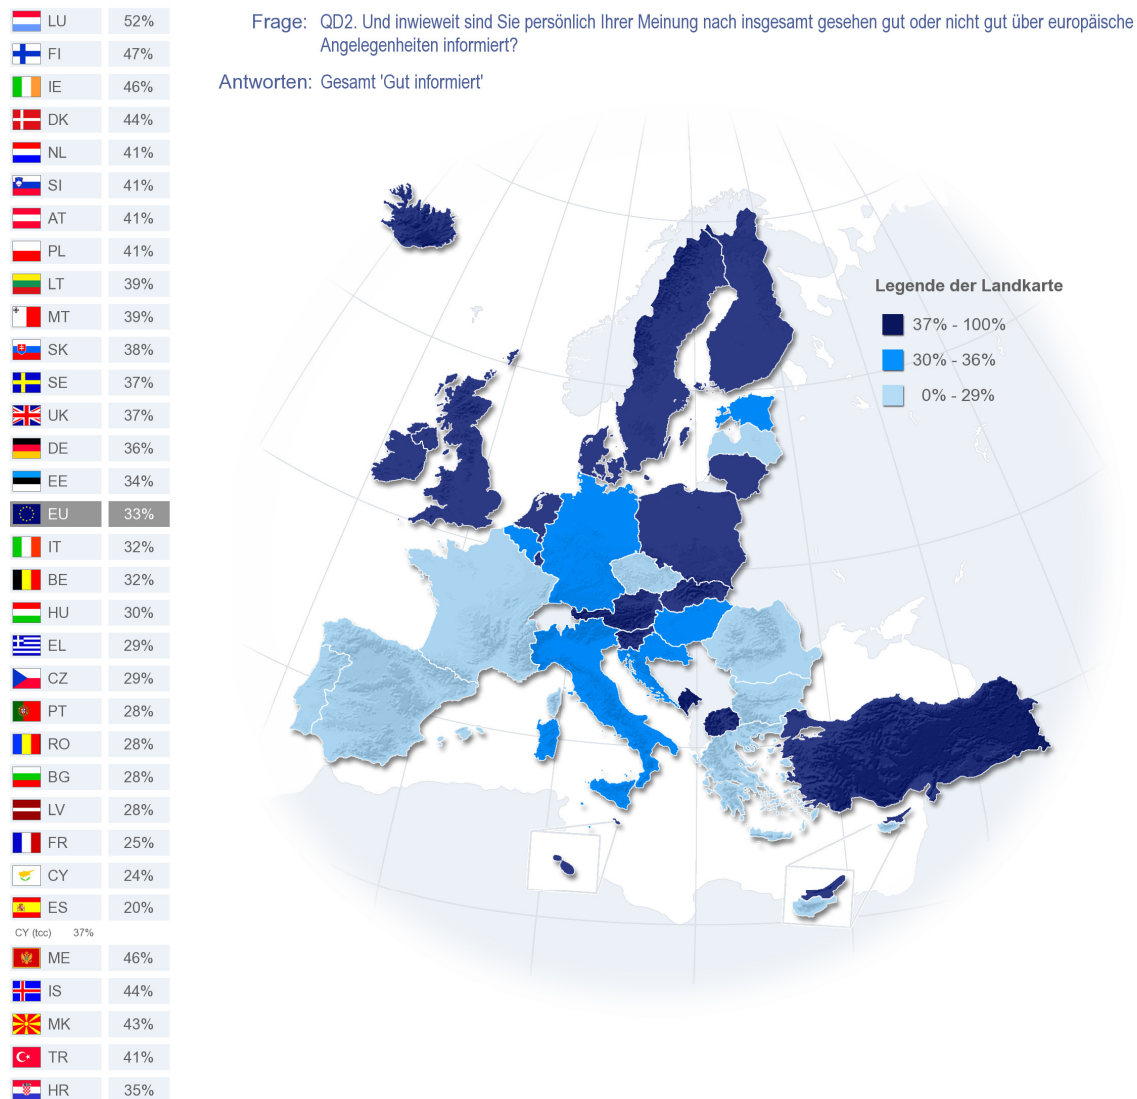 Frage: QD2. Und inwieweit sind Sie persönlich Ihrer Meinung nach insgesamt gesehen gut oder nicht gut über europäische
Angelegenheiten informiert?
Antworten: Gesamt 'Gut informiert'
LU 52%
FI 47%
IE 46%
DK 44%
NL 41%
SI 41%
AT 41%
PL 41%
LT 39%
MT 39%
SK 38%
SE 37%
UK 37%
DE 36%
EE 34%
EU 33%
IT 32%
BE 32%
HU 30%
EL 29%
CZ 29%
PT 28%
RO 28%
BG 28%
LV 28%
FR 25%
CY 24%
ES 20%
CY (tcc) 37%
ME 46%
IS 44%
MK 43%
TR 41%
HR 35%
Legende der Landkarte
37% - 100%
30% - 36%
0% - 29%